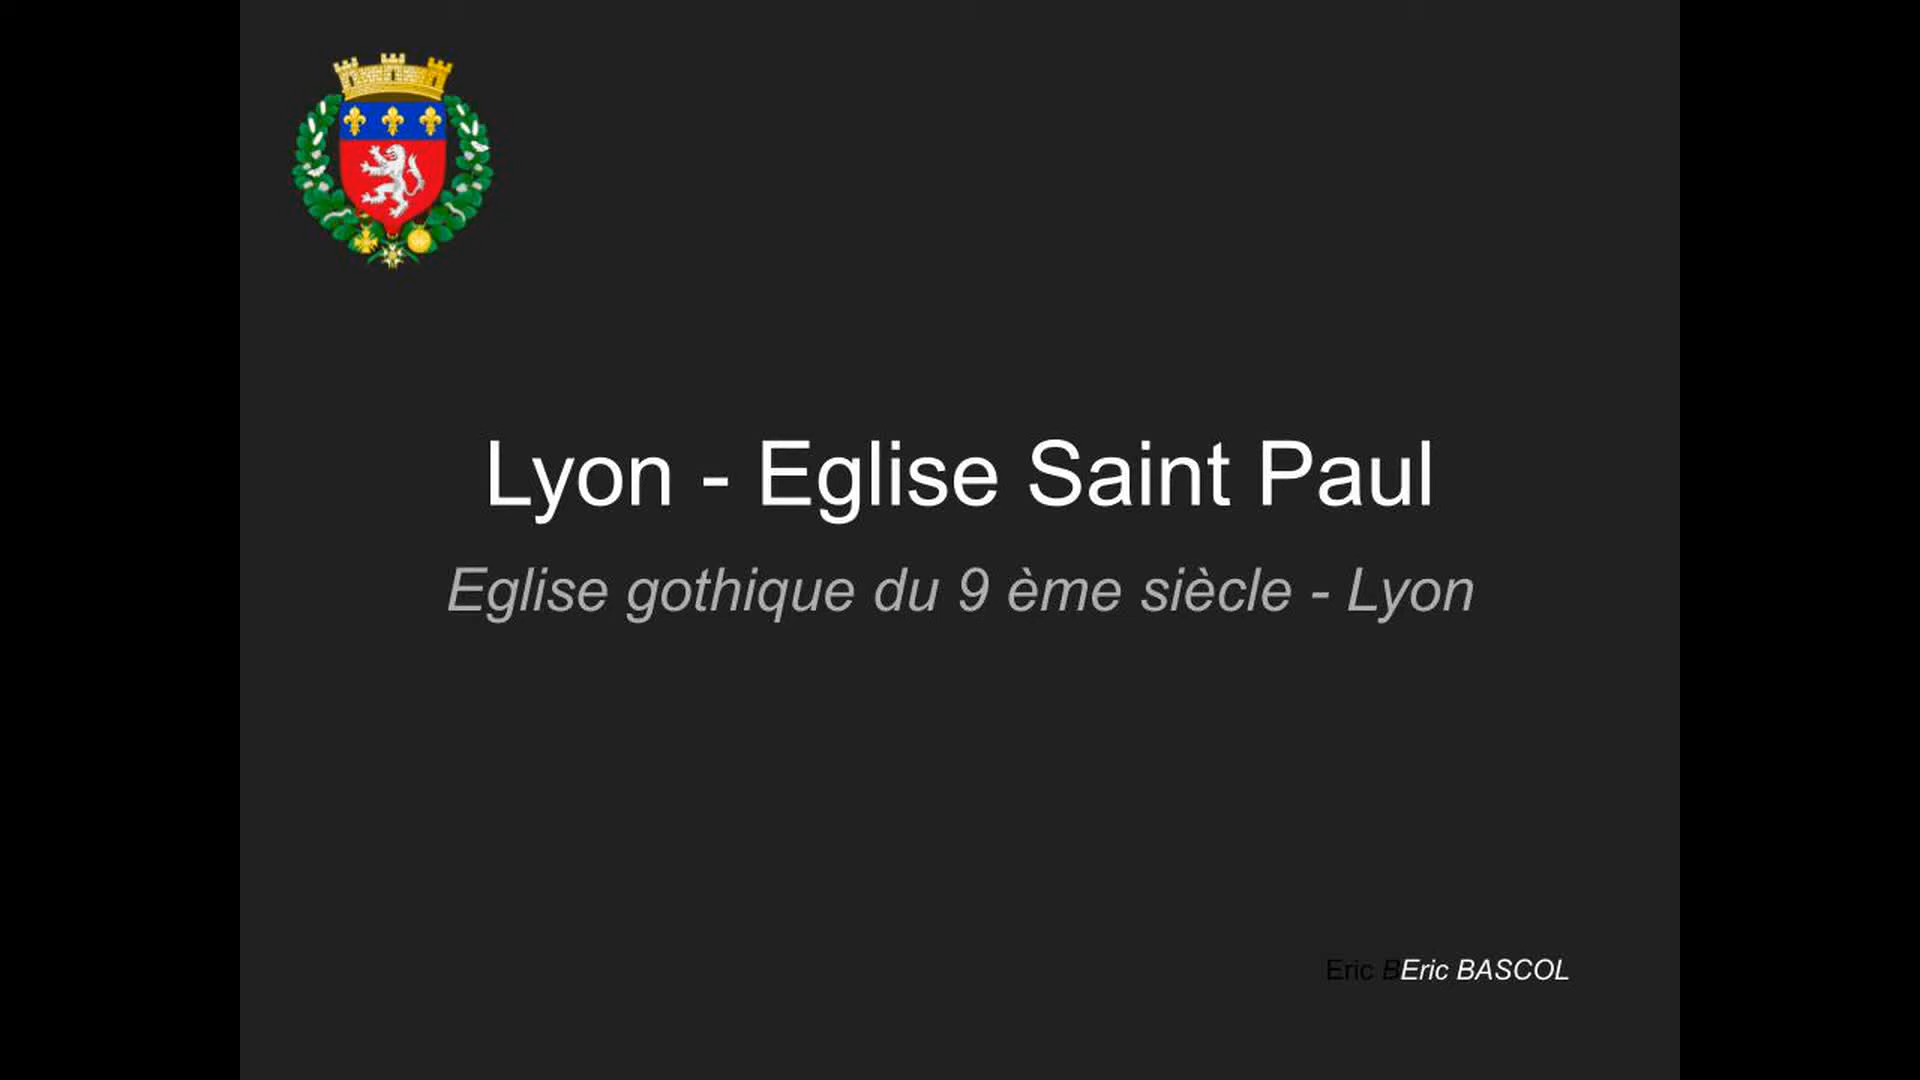 Lyon - Eglise Saint Paul
Eglise gothique du 9 ème siècle - Lyon
Eric BEric BASCOL